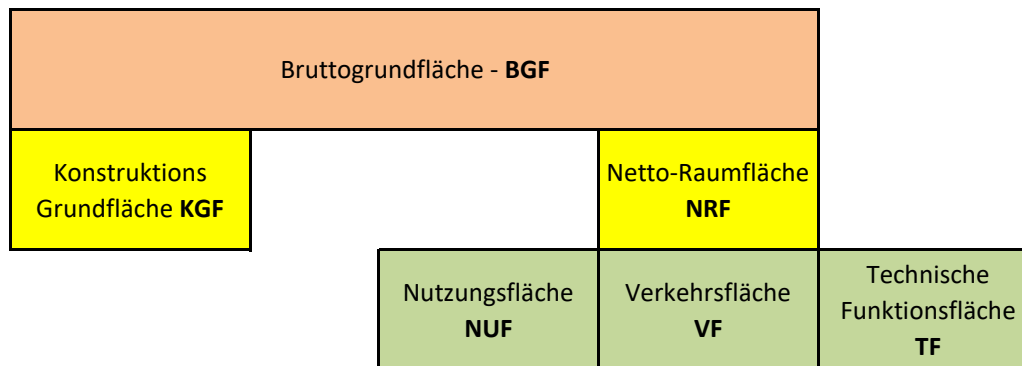 Bruttogrundfläche - BGF
Konstruktions
Grundfläche KGF
Netto-Raumfläche
NRF
Nutzungsfläche
NUF
Verkehrsfläche
VF
Technische
Funktionsfläche
TF